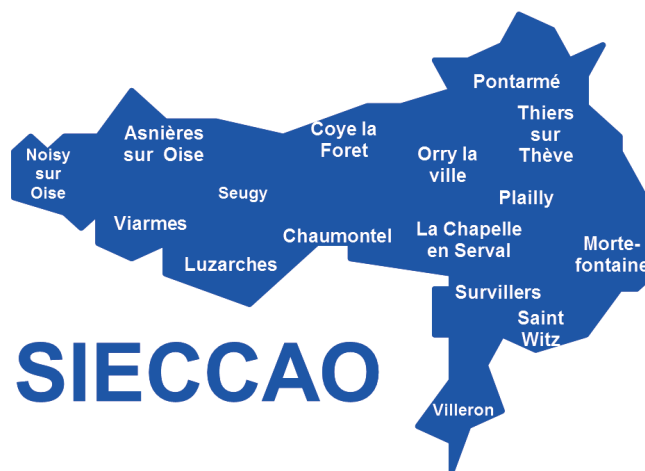 Pontarmé
Thiers
sur
Thève
Asnières
sur Oise
Coye la
Foret
Noisy
sur
Oise
Orry la
ville
Seugy
Plailly
Viarmes
Chaumontel
La Chapelle
en Serval
Morte-
fontaine
Luzarches
Survillers
Saint
Witz
SIECCAO
Villeron